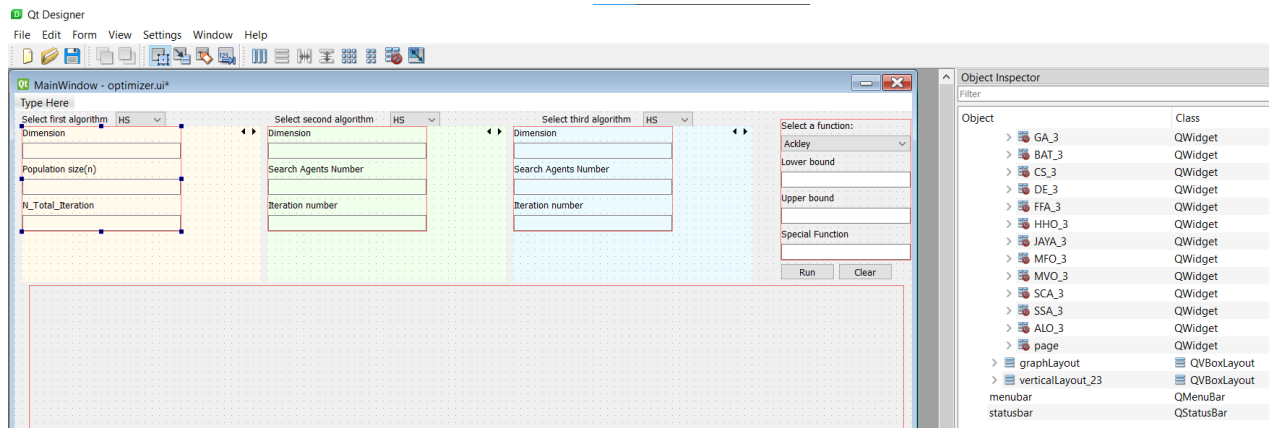 Qt Designer
File Edit Form View Settings Window Help
MainWindow - optimizer.ui*
Type Here
Select first algorithm HS Select second algorithm HS Select third algorithm HS
Dimension Dimension Dimension Select a function:
Ackley
Population size(n) Search Agents Number Search Agents Number Lower bound
N_Total_Iteration Iteration number Iteration number Upper bound
Special Function
Run Clear
Object Inspector
Filter
Object Class
GA_3 QWidget
BAT_3 QWidget
CS_3 QWidget
DE_3 QWidget
FFA_3 QWidget
HHO_3 QWidget
JAYA_3 QWidget
MFO_3 QWidget
MVO_3 QWidget
SCA_3 QWidget
SSA_3 QWidget
ALO_3 QWidget
page QWidget
graphLayout QVBoxLayout
verticalLayout_23 QVBoxLayout
menubar QMenuBar
statusbar QStatusBar